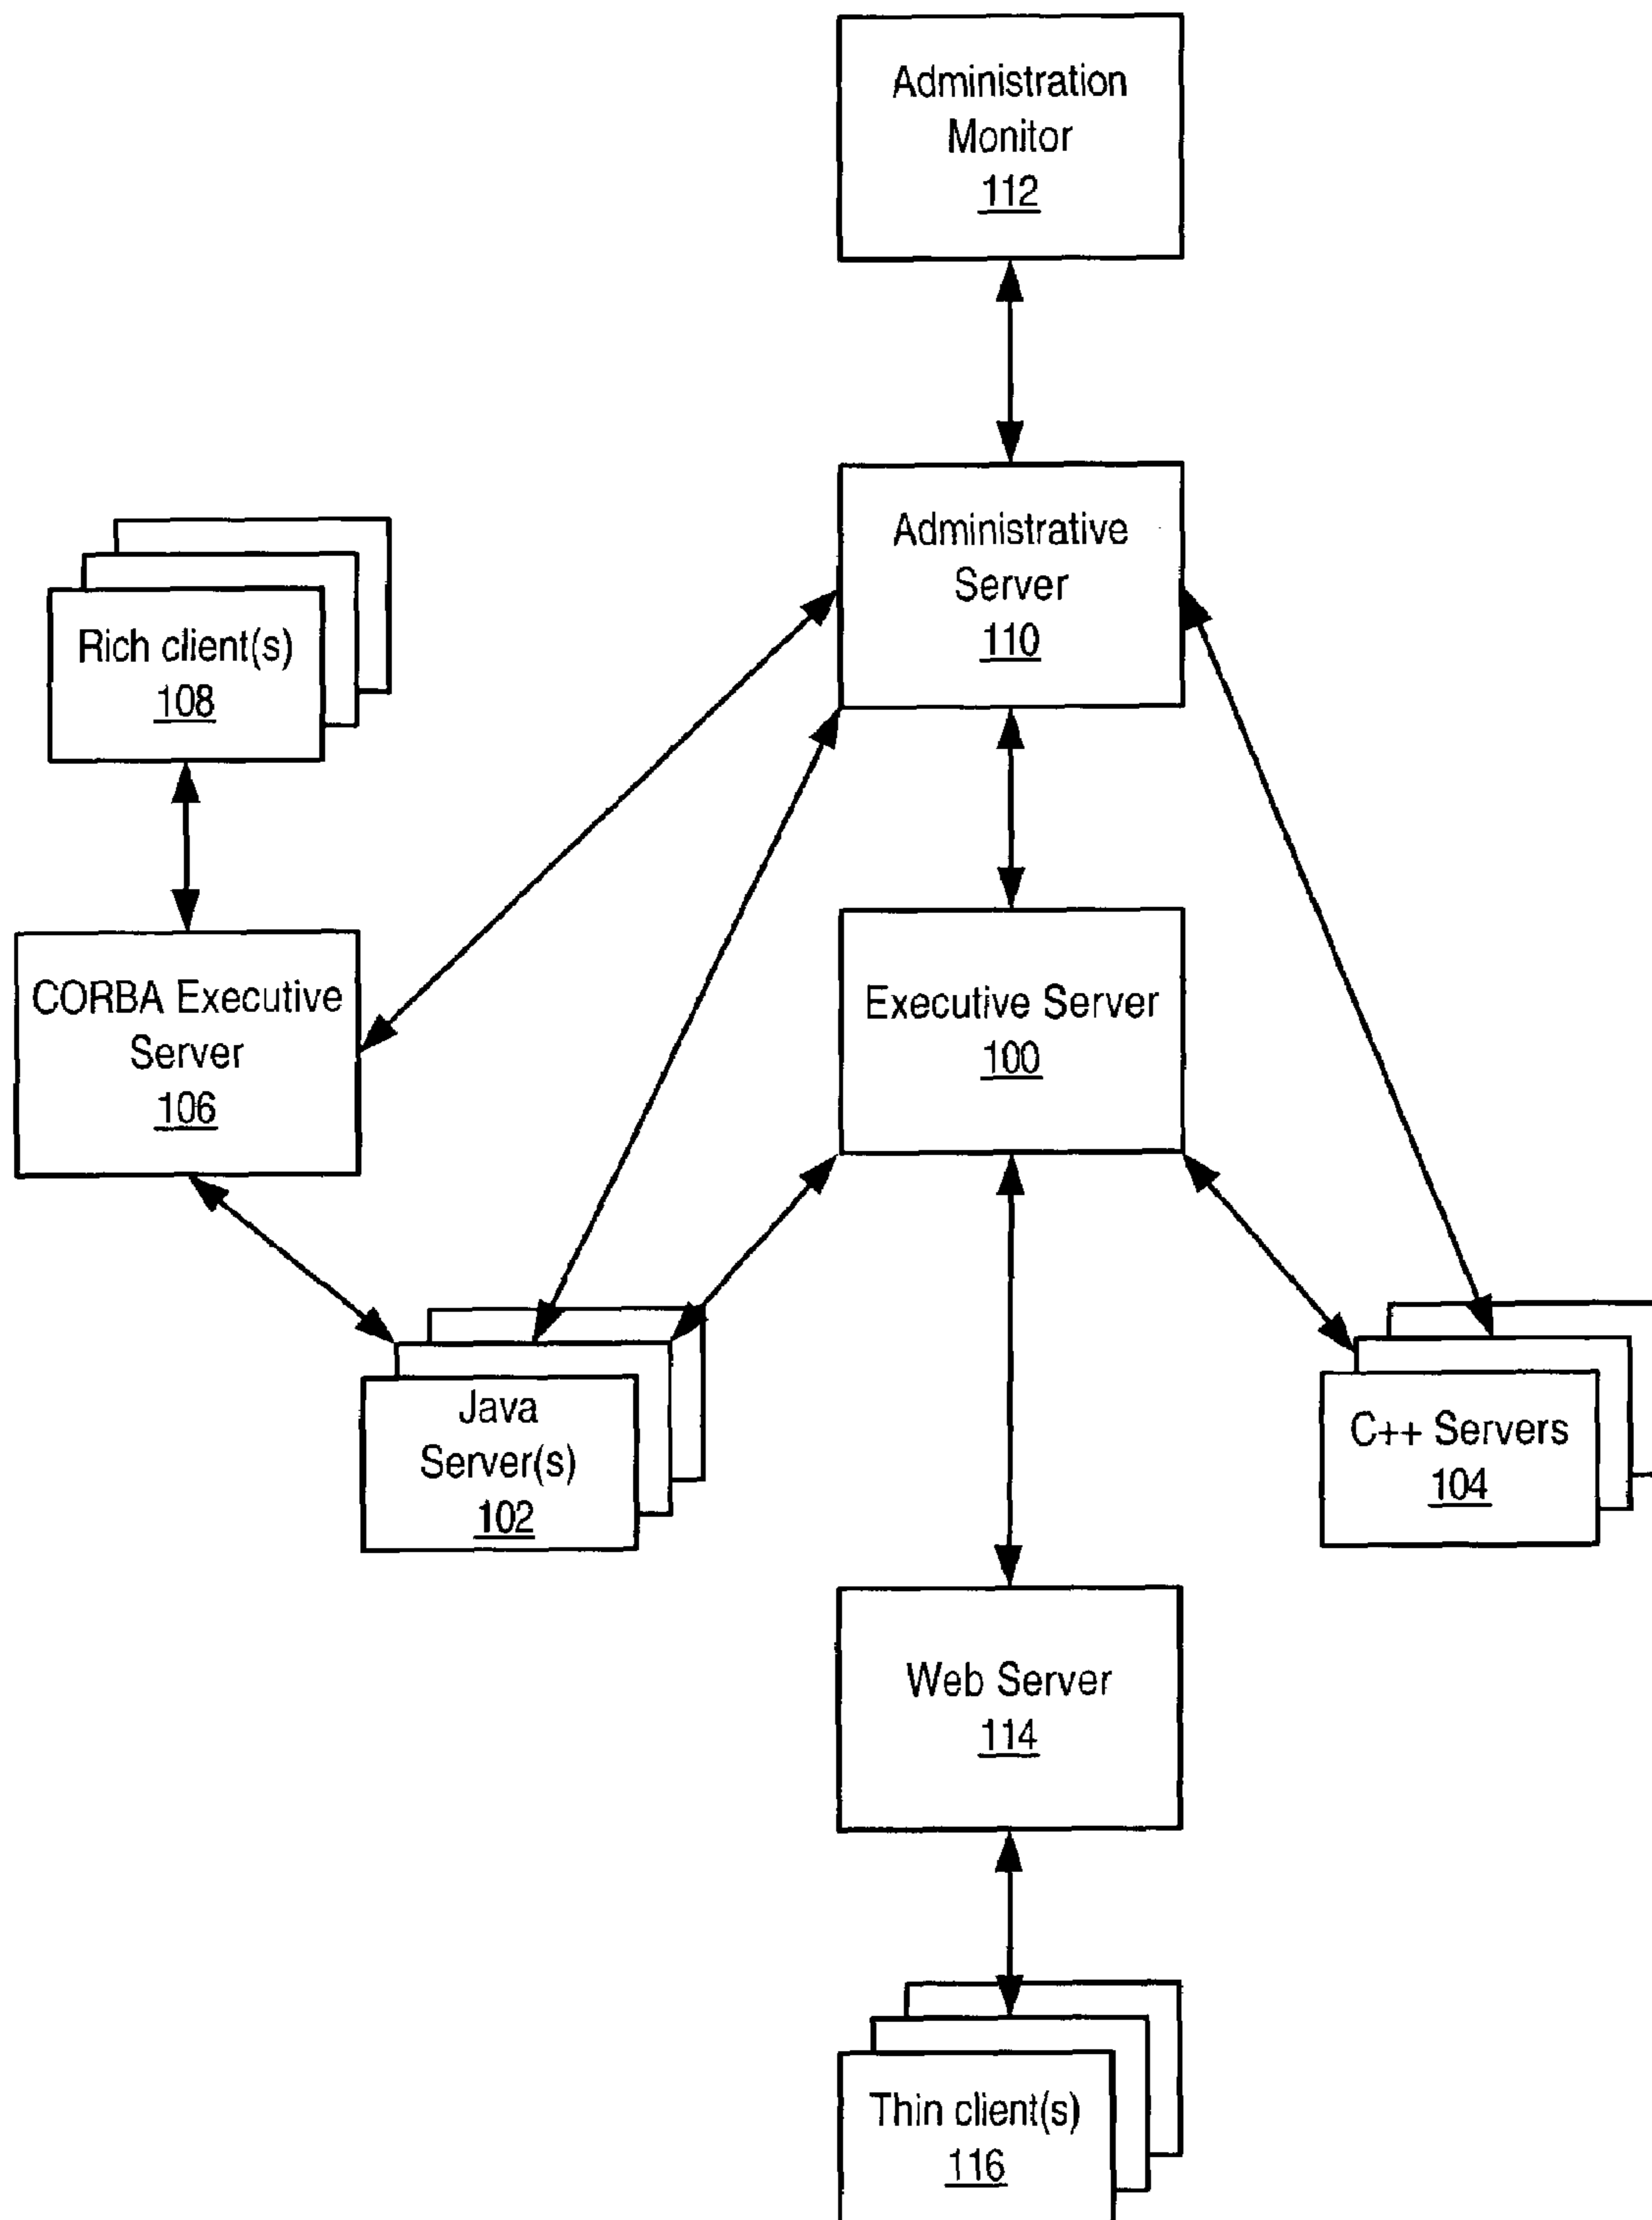 Administration
Monitor
112
Administrative
Server
110
Rich client(s)
108
CORBA Executive
Server
106
Executive Server
100
Java
Server(s)
102
C++ Servers
104
Web Server
114
Thin client(s)
116